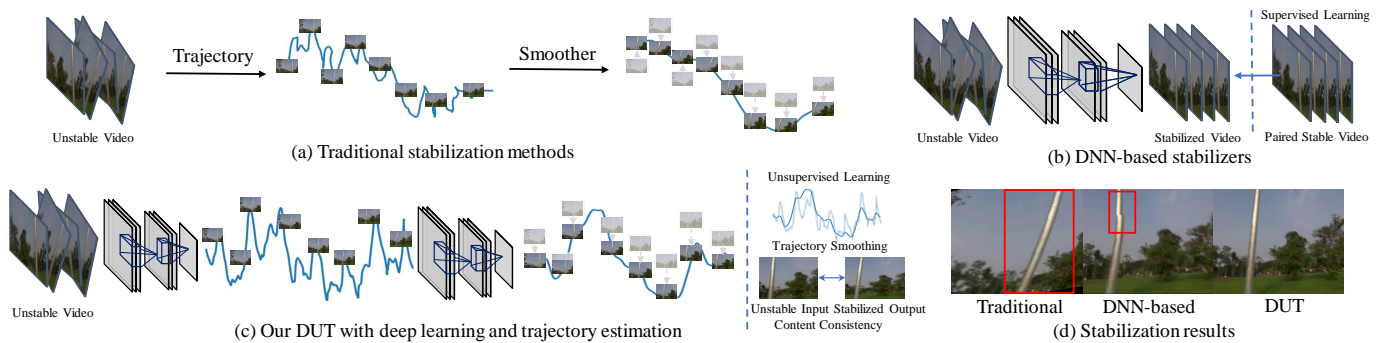 Trajectory
Smoother
Unstable Video
(a) Traditional stabilization methods
Supervised Learning
Unstable Video
Stabilized Video
Paired Stable Video
(b) DNN-based stabilizers
Unsupervised Learning
Trajectory Smoothing
Unstable Input Stabilized Output
Content Consistency
Unstable Video
(c) Our DUT with deep learning and trajectory estimation
Traditional
DNN-based
DUT
(d) Stabilization results